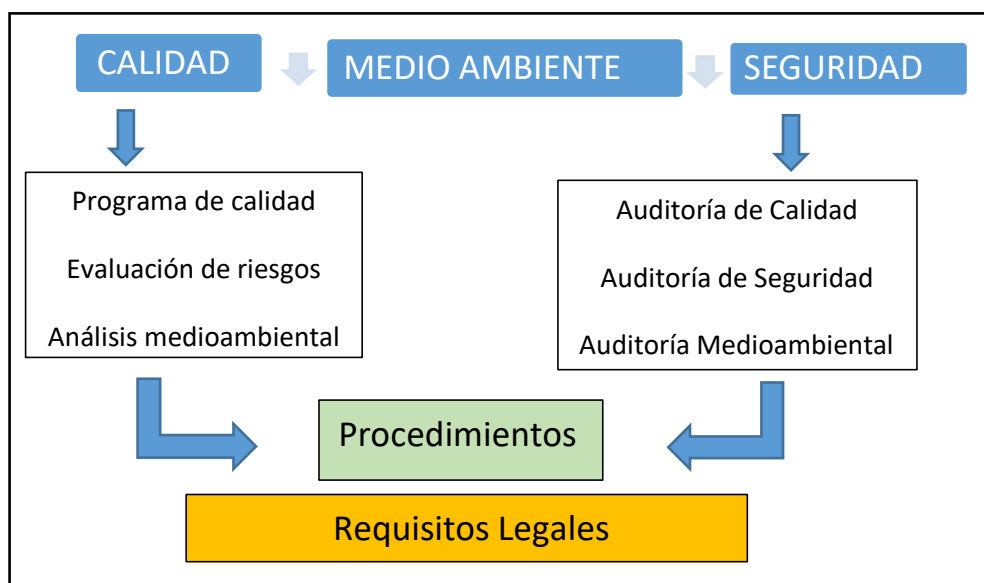 CALIDAD
MEDIO AMBIENTE
SEGURIDAD
Programa de calidad
Evaluación de riesgos
Análisis medioambiental
Auditoría de Calidad
Auditoría de Seguridad
Auditoría Medioambiental
Procedimientos
Requisitos Legales